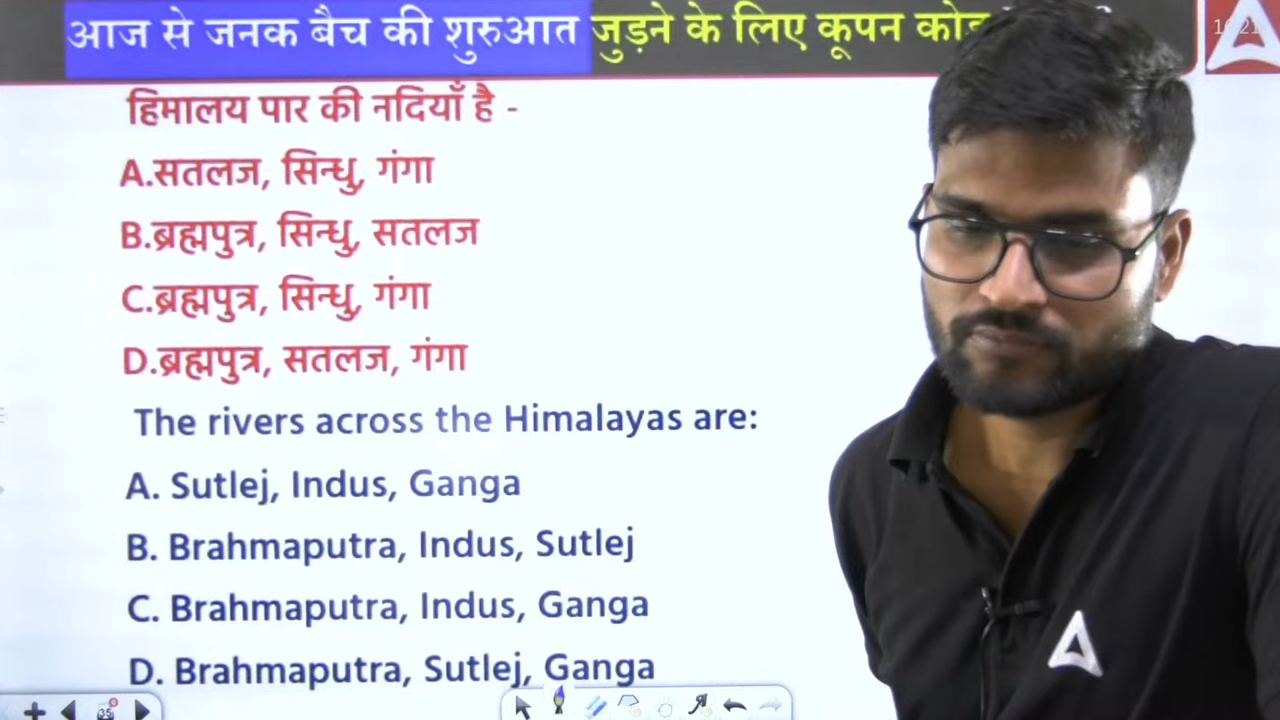 आज से जनक बैच की शुरुआत जुड़ने के लिए कूपन कोड
हिमालय पार की नदियाँ है -
A.सतलज, सिन्धु, गंगा
B.ब्रह्मपुत्र, सिन्धु, सतलज
C.ब्रह्मपुत्र, सिन्धु, गंगा
D.ब्रह्मपुत्र, सतलज, गंगा
The rivers across the Himalayas are:
A. Sutlej, Indus, Ganga
B. Brahmaputra, Indus, Sutlej
C. Brahmaputra, Indus, Ganga
D. Brahmaputra, Sutlej, Ganga
35